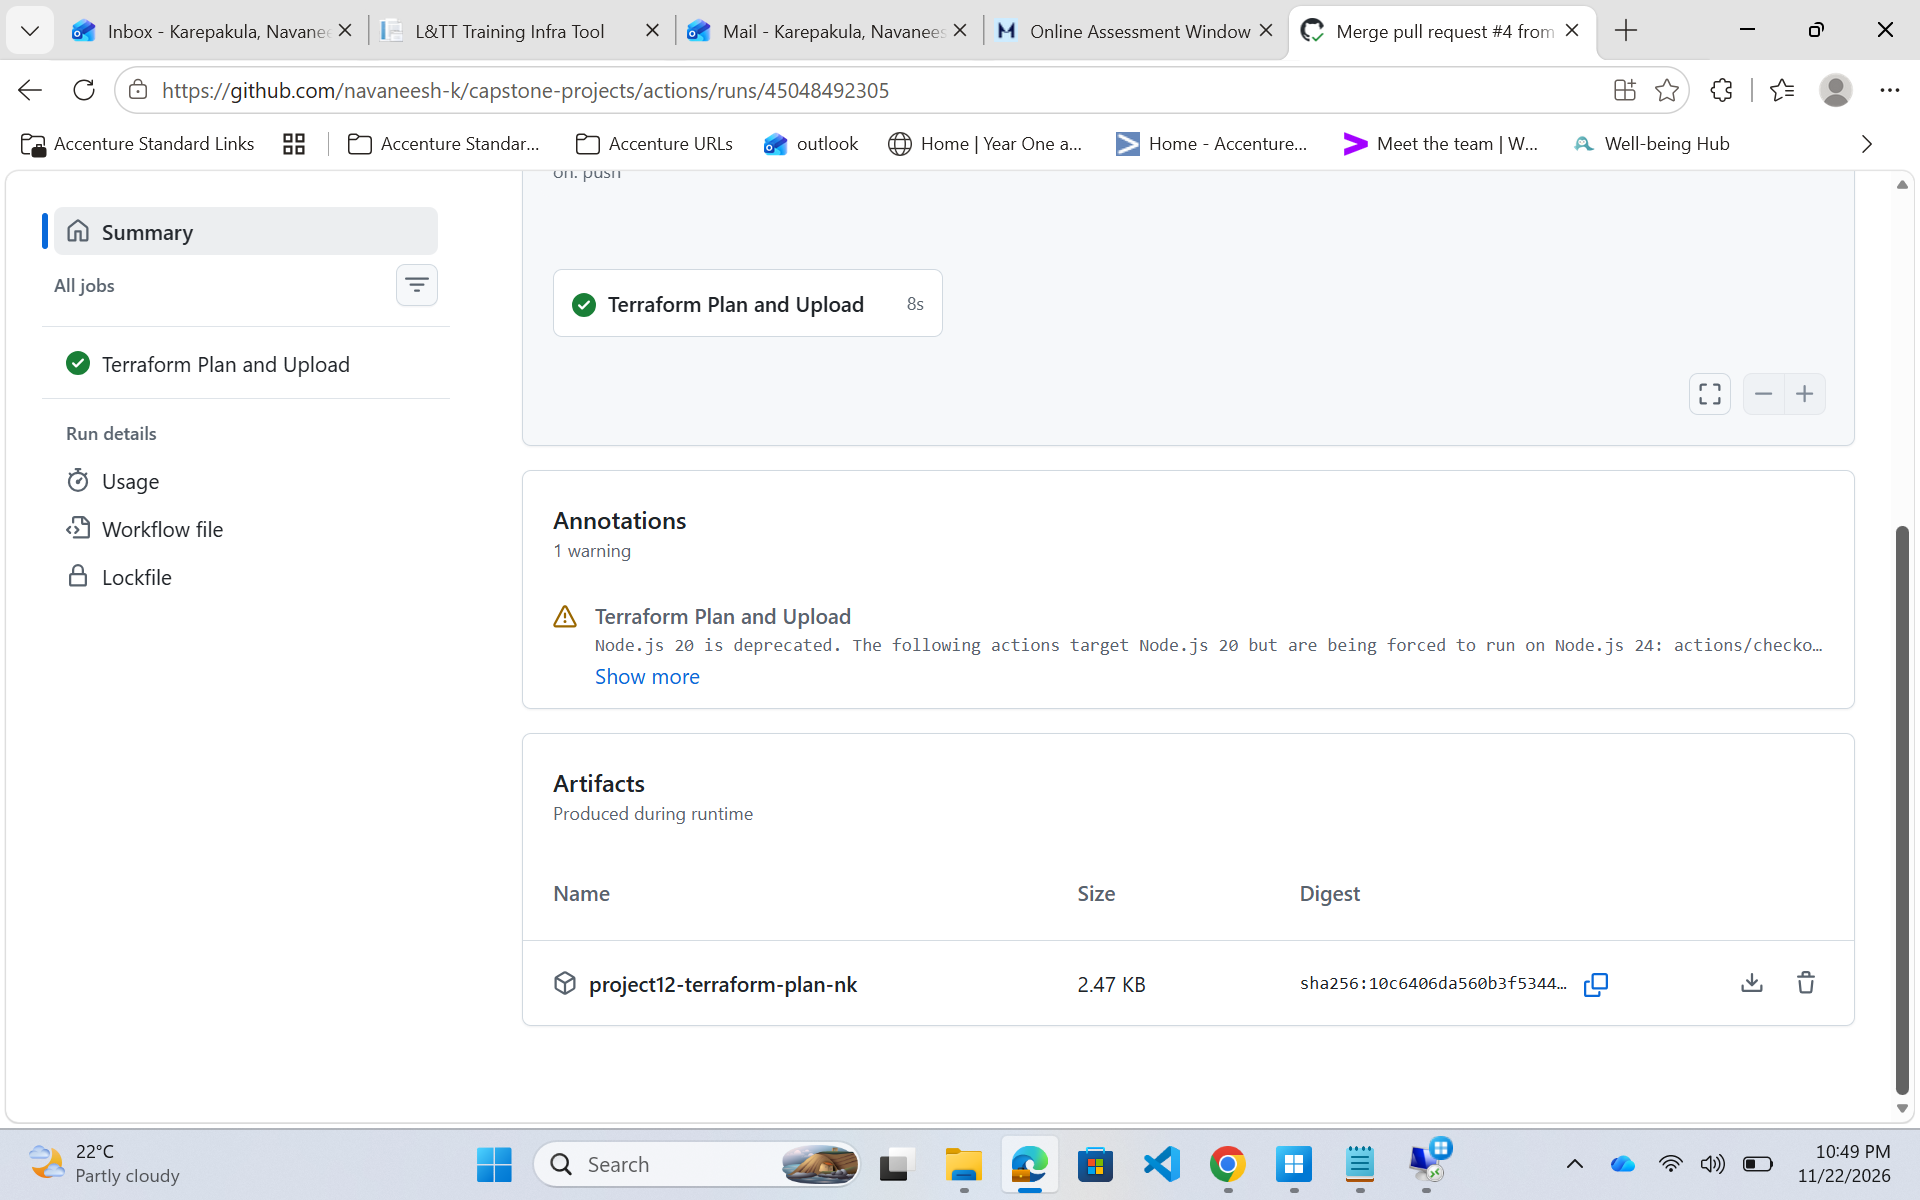 Inbox - Karepakula, Navanee
L&TT Training Infra Tool
Mail - Karepakula, Navanees
Online Assessment Window
Merge pull request #4 from
https://github.com/navaneesh-k/capstone-projects/actions/runs/45048492305
Accenture Standard Links
Accenture Standar...
Accenture URLs
outlook
Home | Year One a...
Home - Accenture...
Meet the team | W...
Well-being Hub
on: push
Summary
All jobs
Terraform Plan and Upload
Run details
Usage
Workflow file
Lockfile
Terraform Plan and Upload 8s
Annotations
1 warning
Terraform Plan and Upload
Node.js 20 is deprecated. The following actions target Node.js 20 but are being forced to run on Node.js 24: actions/checko…
Show more
Artifacts
Produced during runtime
Name Size Digest
project12-terraform-plan-nk 2.47 KB sha256:10c6406da560b3f5344…
22°C
Partly cloudy
Search
10:49 PM
11/22/2026